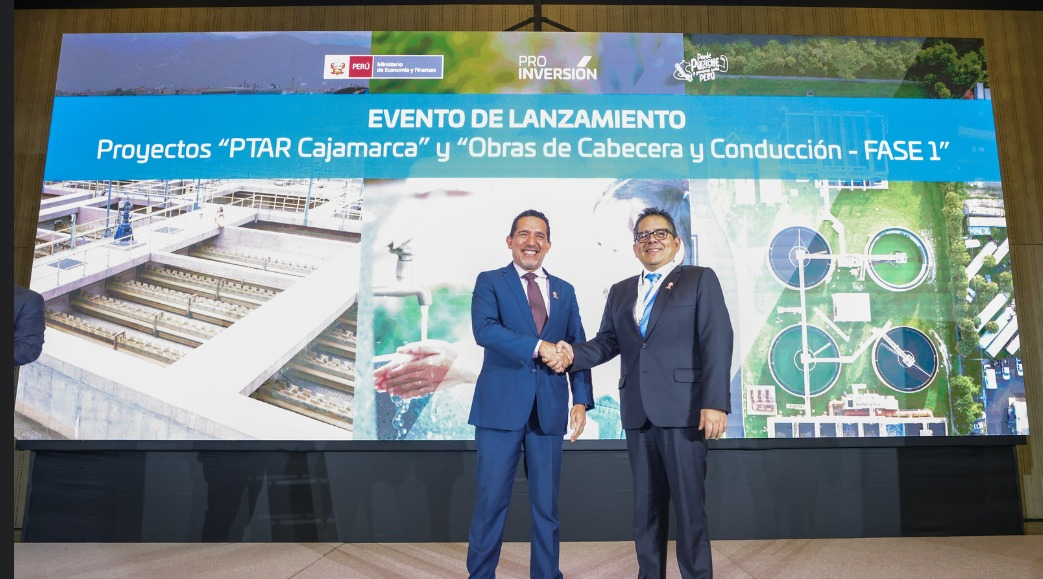 PERÚ
Ministerio
de Economía y Finanzas
PRO
INVERSIÓN
PERÚ
EVENTO DE LANZAMIENTO
Proyectos “PTAR Cajamarca” y “Obras de Cabecera y Conducción - FASE 1”